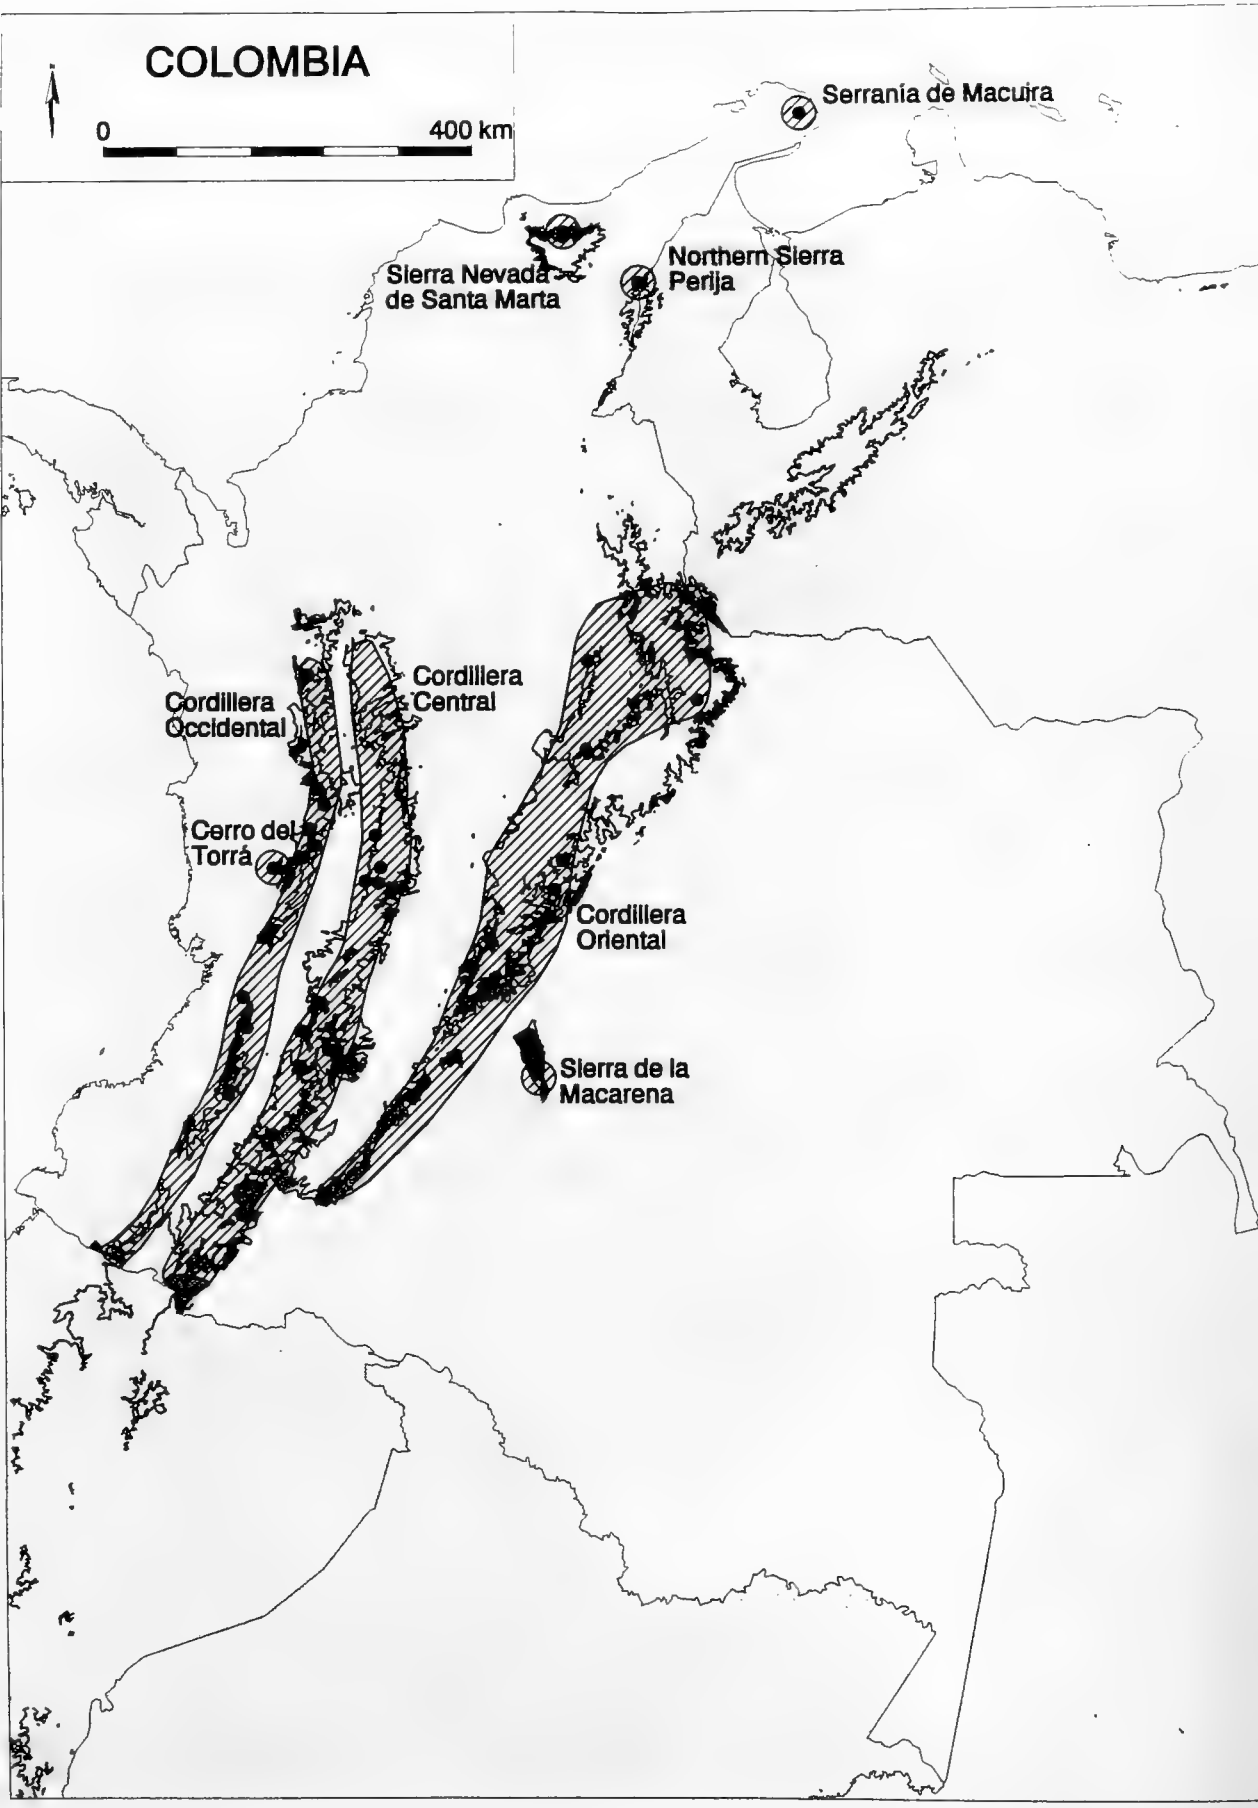 COLOMBIA
0 400 km
Serranía de Macuira
Northern Sierra
Perija
Sierra Nevada
de Santa Marta
Cordillera
Central
Cordillera
Occidental
Cerro del
Torrá
Cordillera
Oriental
Sierra de la
Macarena